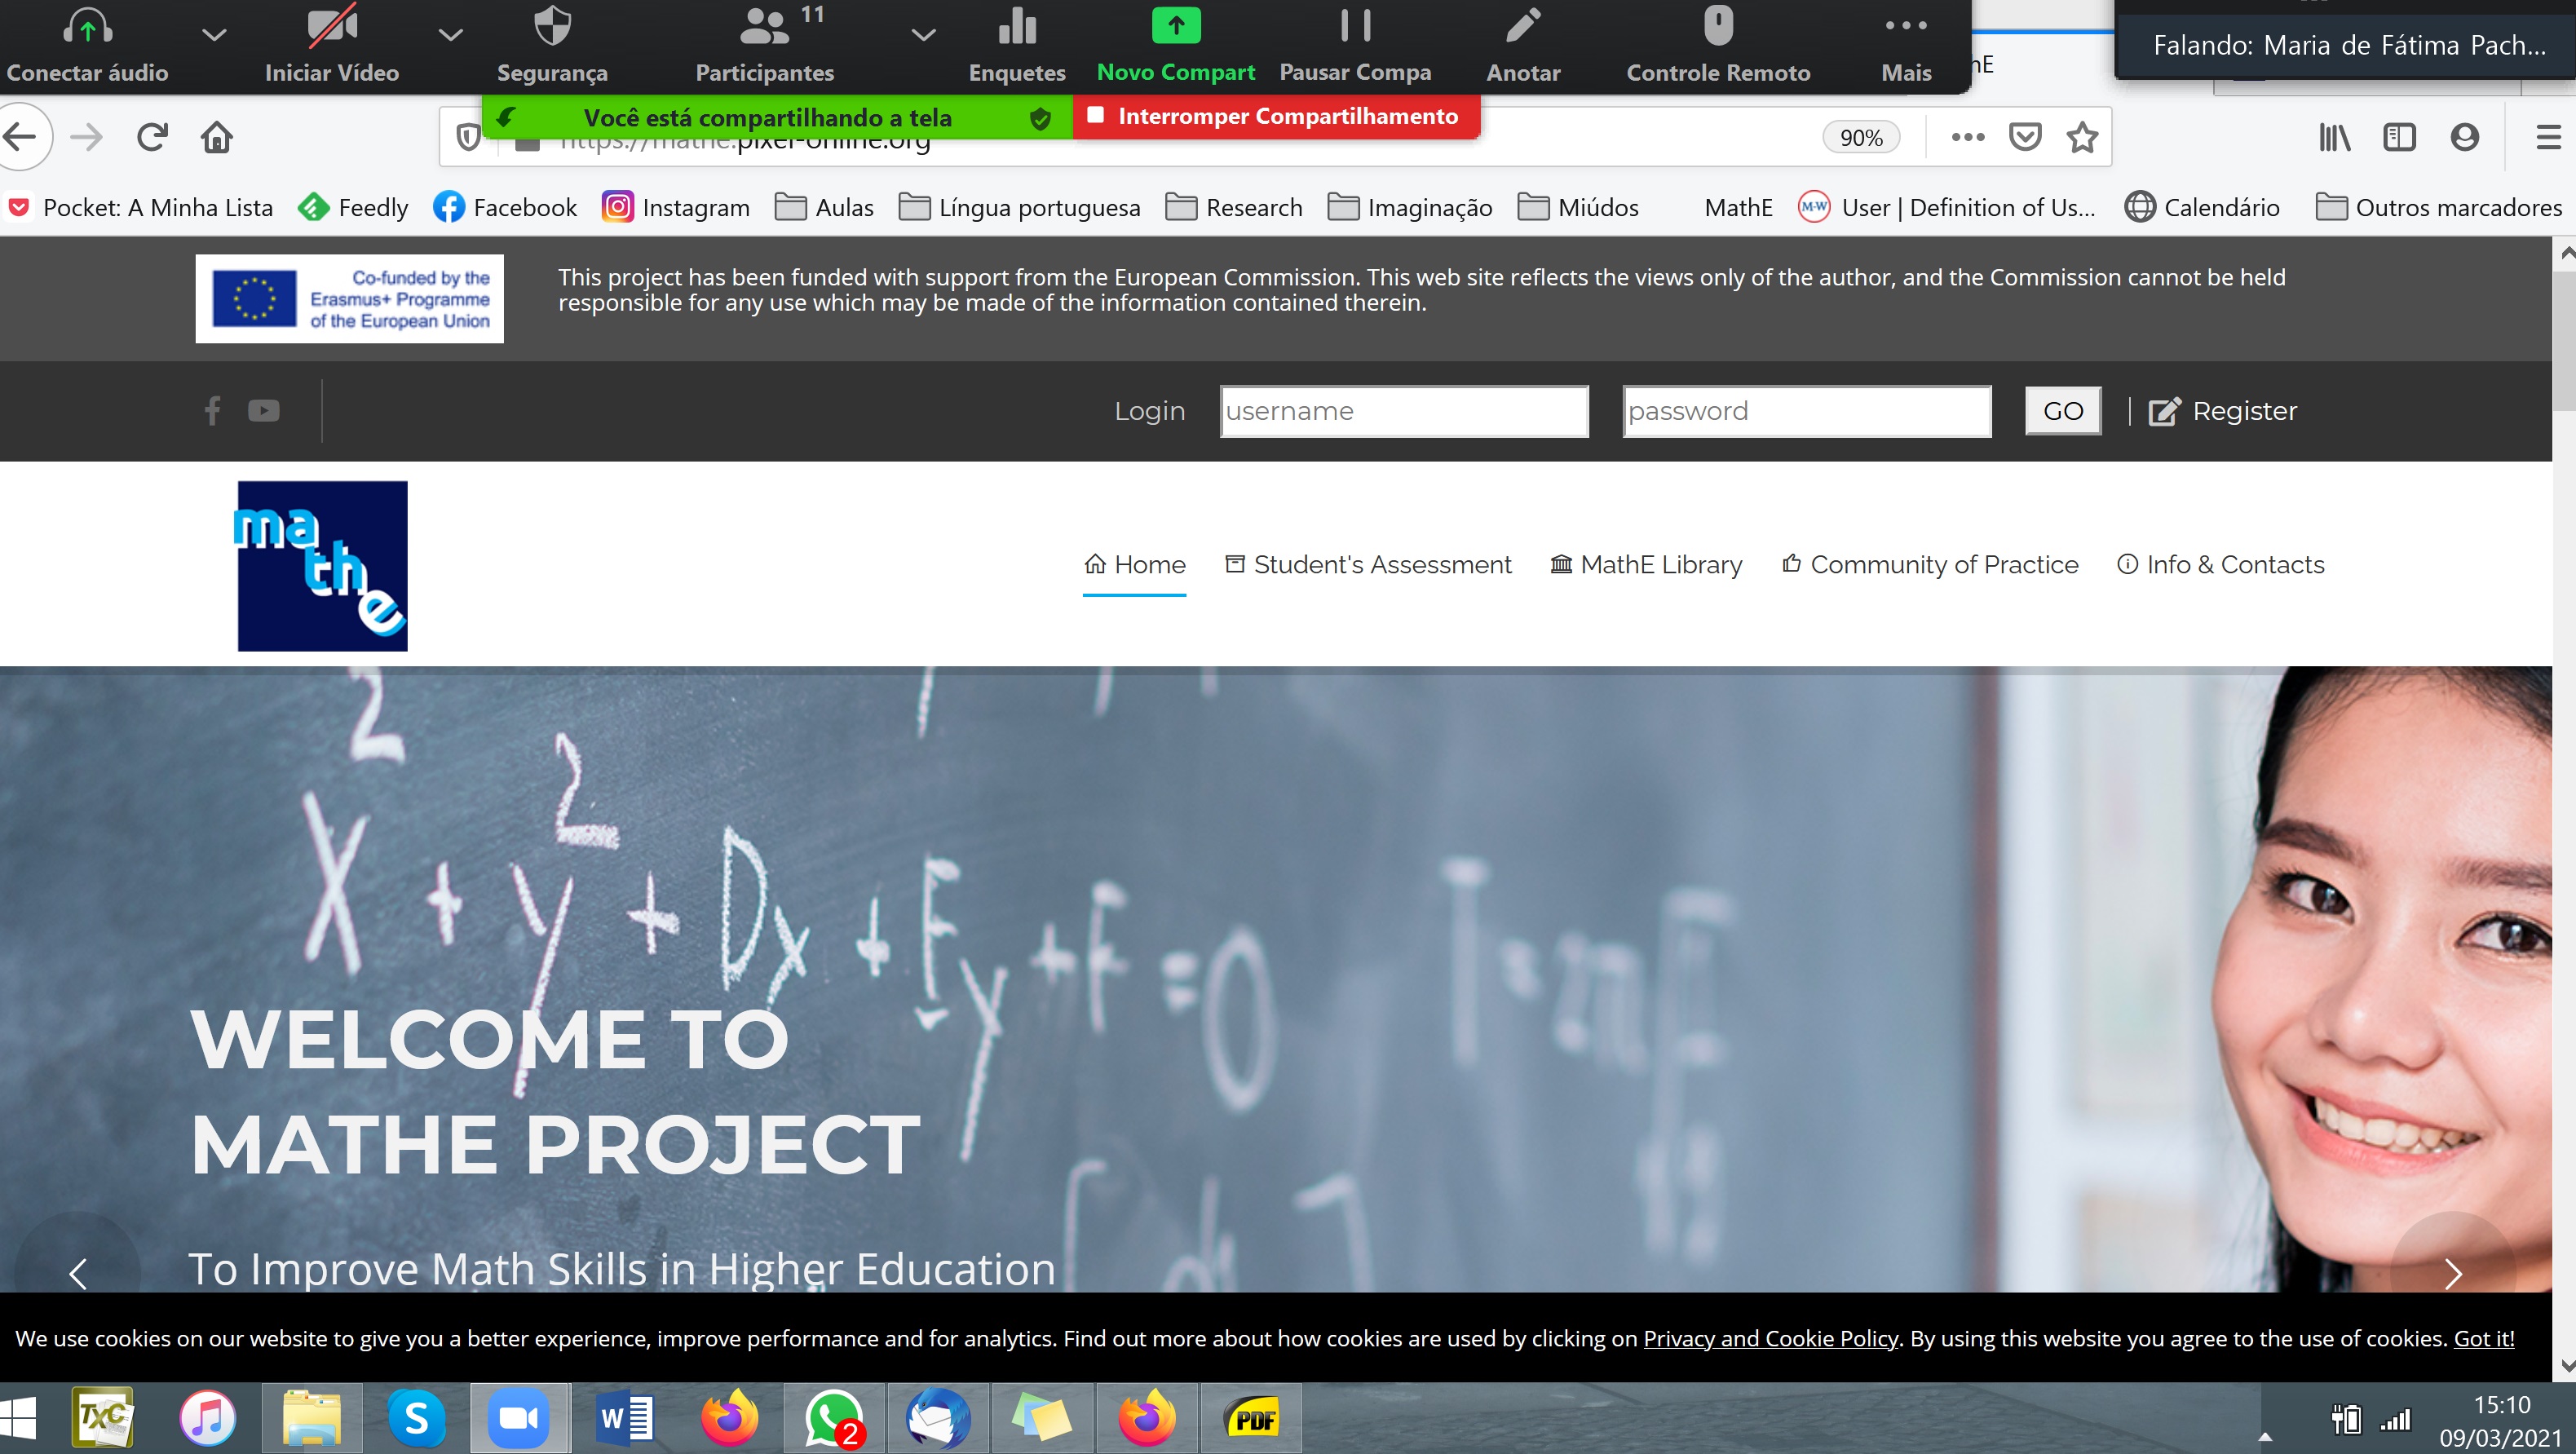 11
Conectar áudio Iniciar Vídeo Segurança Participantes Enquetes Novo Compart Pausar Compa Anotar Controle Remoto Mais
Falando: Maria de Fátima Pach...
Você está compartilhando a tela Interromper Compartilhamento
https://mathe.pixel-online.org 90%
Pocket: A Minha Lista Feedly Facebook Instagram Aulas Língua portuguesa Research Imaginação Miúdos MathE M-W User | Definition of Us... Calendário Outros marcadores
Co-funded by the
Erasmus+ Programme
of the European Union
This project has been funded with support from the European Commission. This web site reflects the views only of the author, and the Commission cannot be held
responsible for any use which may be made of the information contained therein.
Login username password GO | Register
mathe
Home Student's Assessment MathE Library Community of Practice Info & Contacts
2 2
X + y + Dx + Ey + F = 0
WELCOME TO
MATHE PROJECT
To Improve Math Skills in Higher Education
We use cookies on our website to give you a better experience, improve performance and for analytics. Find out more about how cookies are used by clicking on Privacy and Cookie Policy. By using this website you agree to the use of cookies. Got it!
TXC S W 2 PDF
15:10
09/03/2021